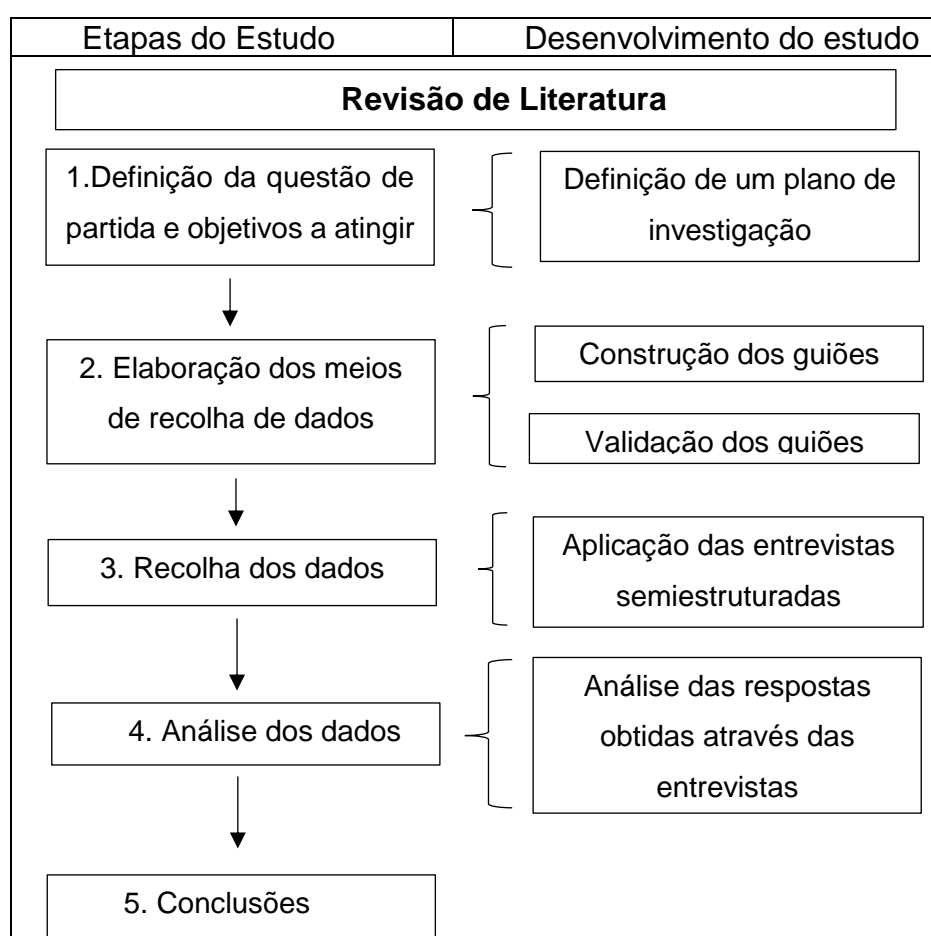 Etapas do Estudo
Desenvolvimento do estudo
Revisão de Literatura
1.Definição da questão de
partida e objetivos a atingir
Definição de um plano de
investigação
2. Elaboração dos meios
de recolha de dados
Construção dos guiões
Validação dos guiões
3. Recolha dos dados
Aplicação das entrevistas
semiestruturadas
4. Análise dos dados
Análise das respostas
obtidas através das
entrevistas
5. Conclusões